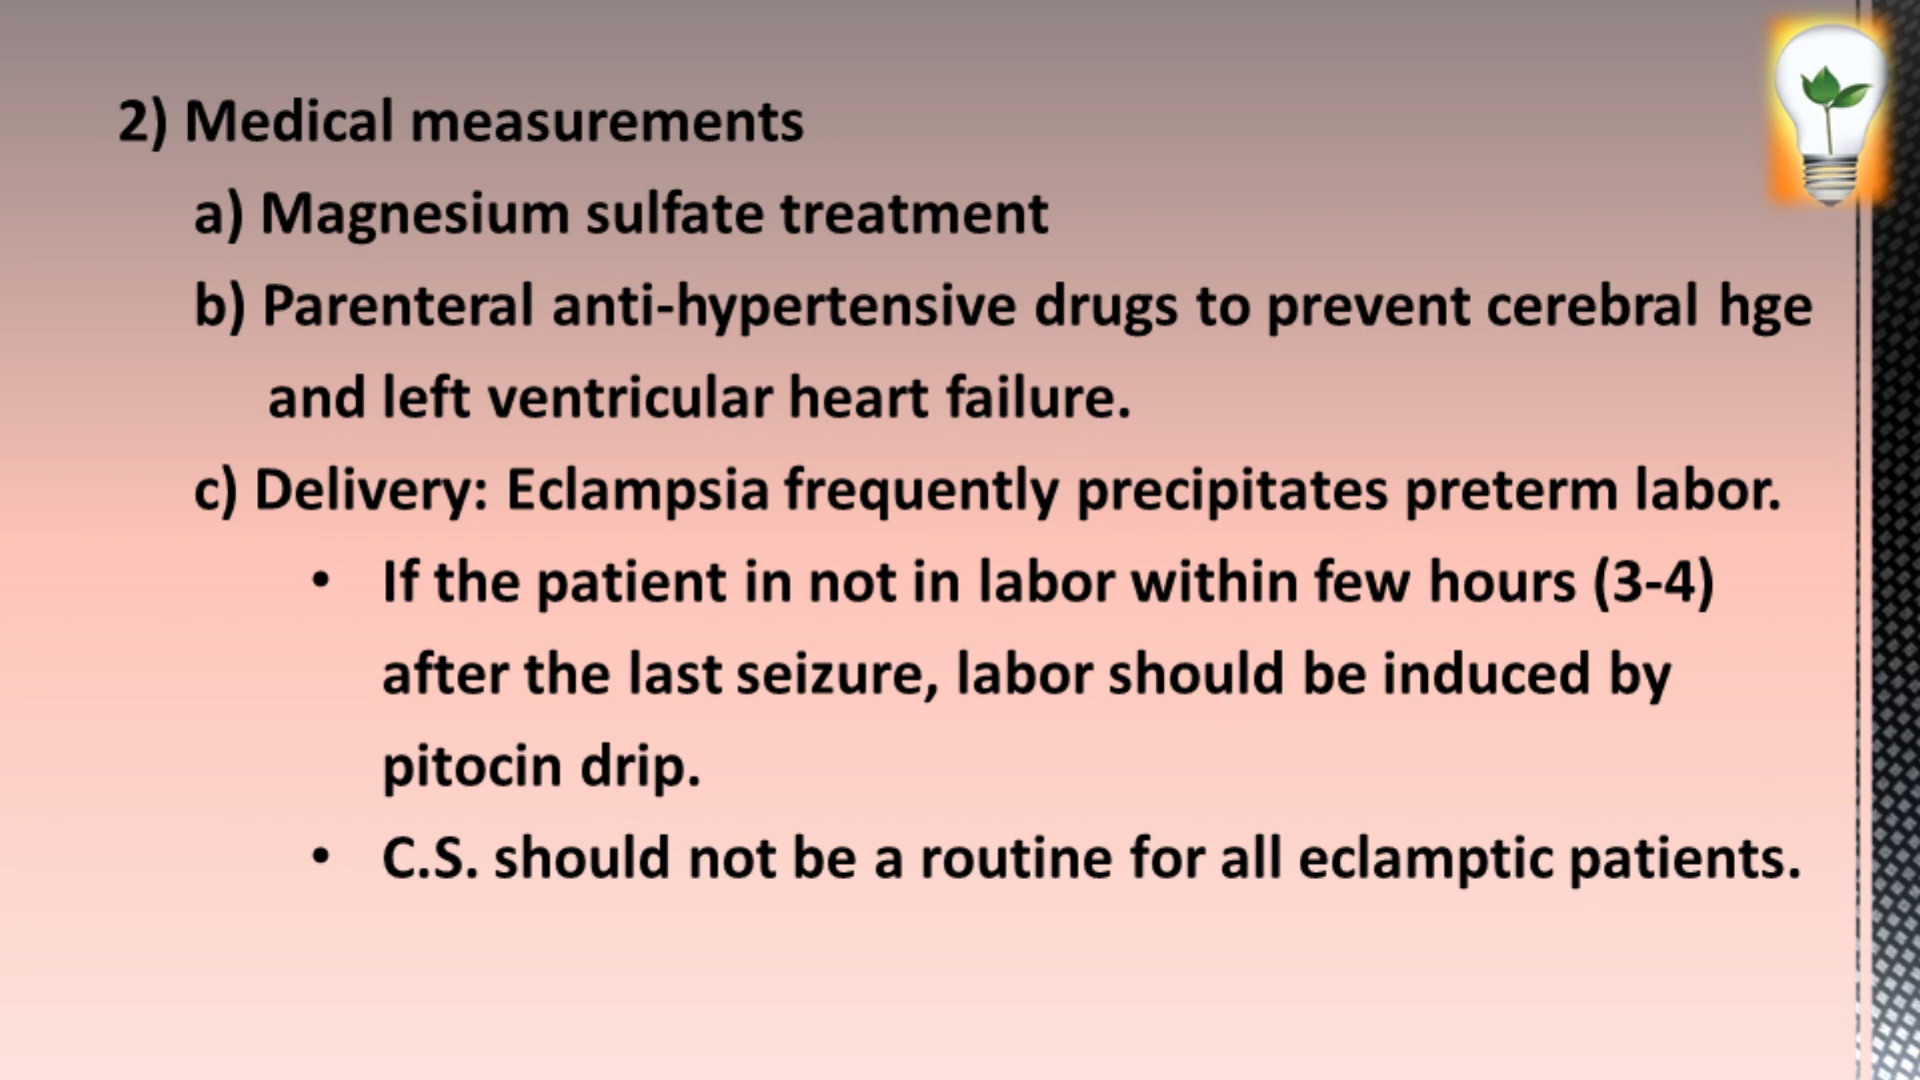 2) Medical measurements
a) Magnesium sulfate treatment
b) Parenteral anti-hypertensive drugs to prevent cerebral hge
and left ventricular heart failure.
c) Delivery: Eclampsia frequently precipitates preterm labor.
• If the patient in not in labor within few hours (3-4)
after the last seizure, labor should be induced by
pitocin drip.
• C.S. should not be a routine for all eclamptic patients.